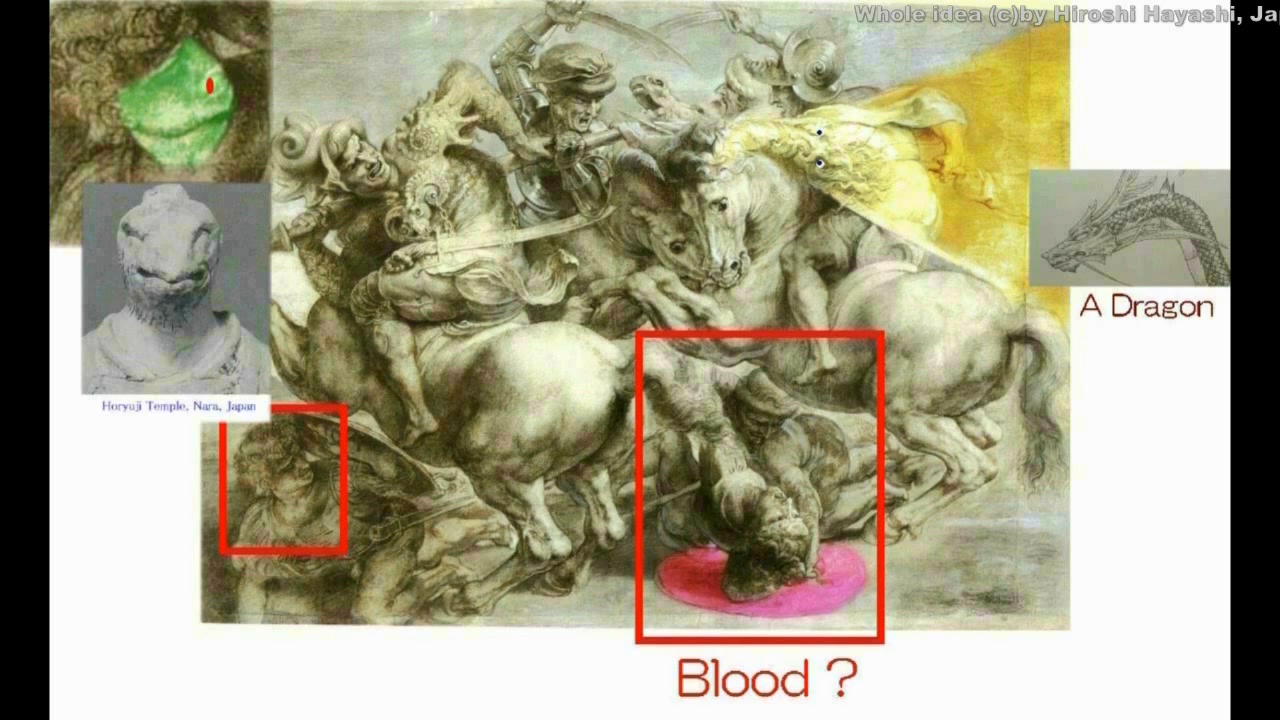 Whole idea (c)by Hiroshi Hayashi, Ja
A Dragon
Horyuji Temple, Nara, Japan
Blood ?